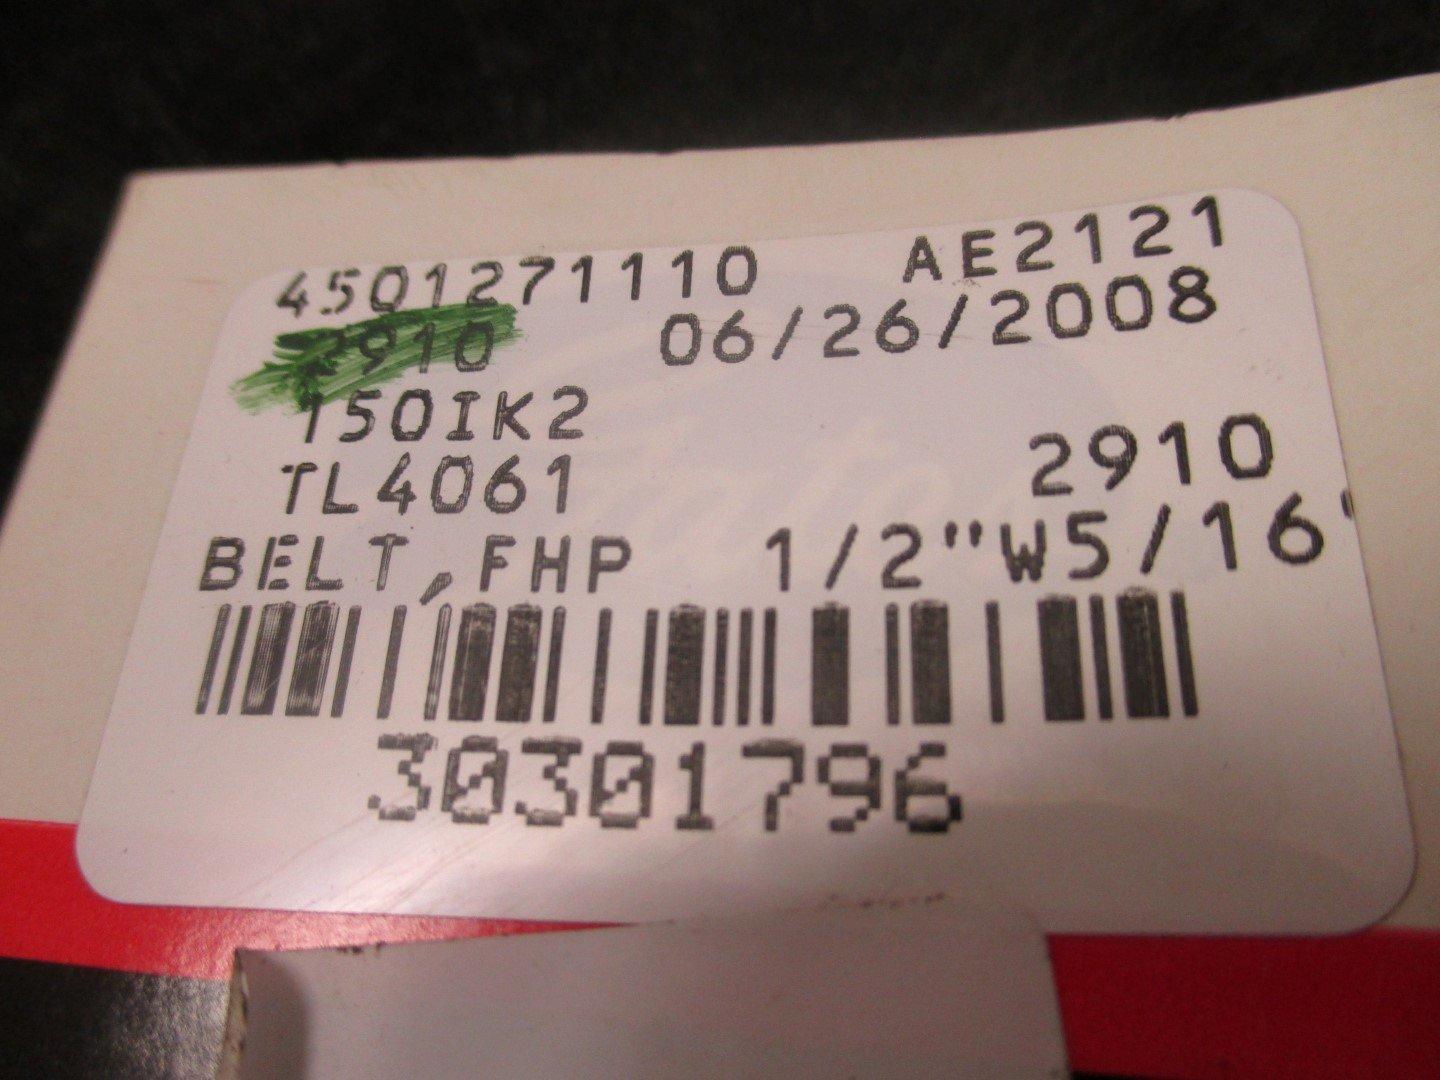 4501271110 AE2121
2910 06/26/2008
150IK2
TL4061 2910
BELT,FHP 1/2"W5/16"
30301796